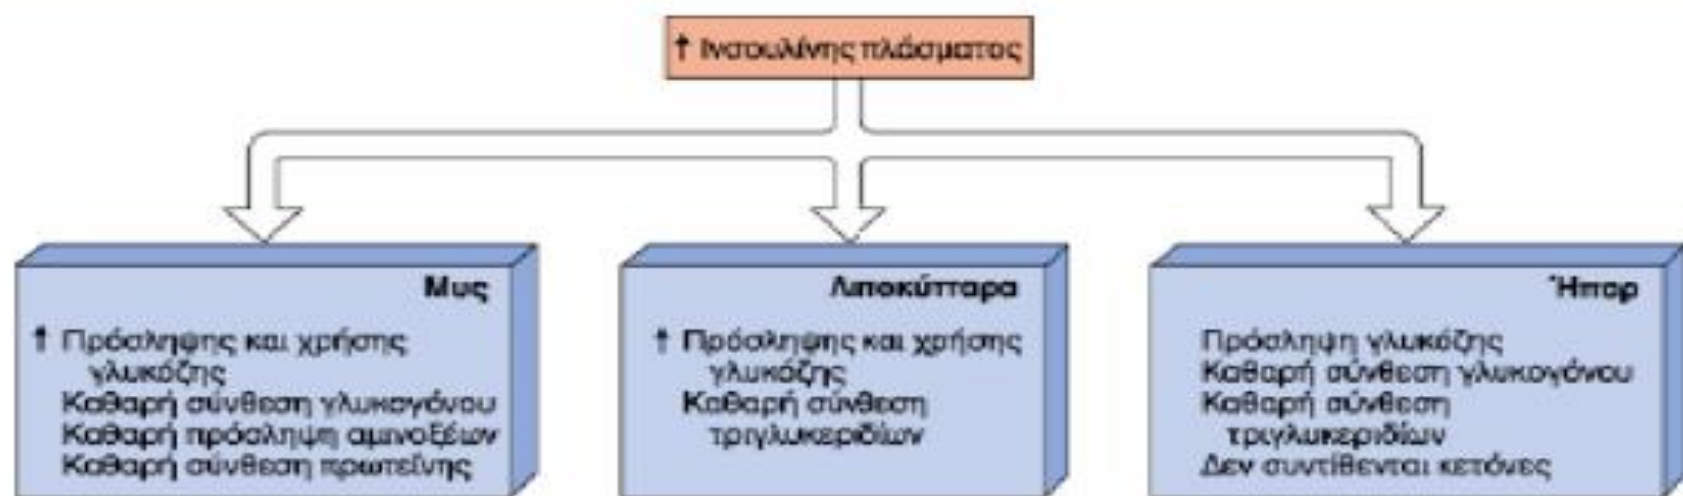 ↑ Ινσουλίνης πλάσματος
Μυς
↑ Πρόσληψης και χρήσης
γλυκόζης
Καθαρή σύνθεση γλυκογόνου
Καθαρή πρόσληψη αμινοξέων
Καθαρή σύνθεση πρωτεΐνης
Λιποκύτταρα
↑ Πρόσληψης και χρήσης
γλυκόζης
Καθαρή σύνθεση
τριγλυκεριδίων
Ήπαρ
Πρόσληψη γλυκόζης
Καθαρή σύνθεση γλυκογόνου
Καθαρή σύνθεση
τριγλυκεριδίων
Δεν συντίθενται κετόνες